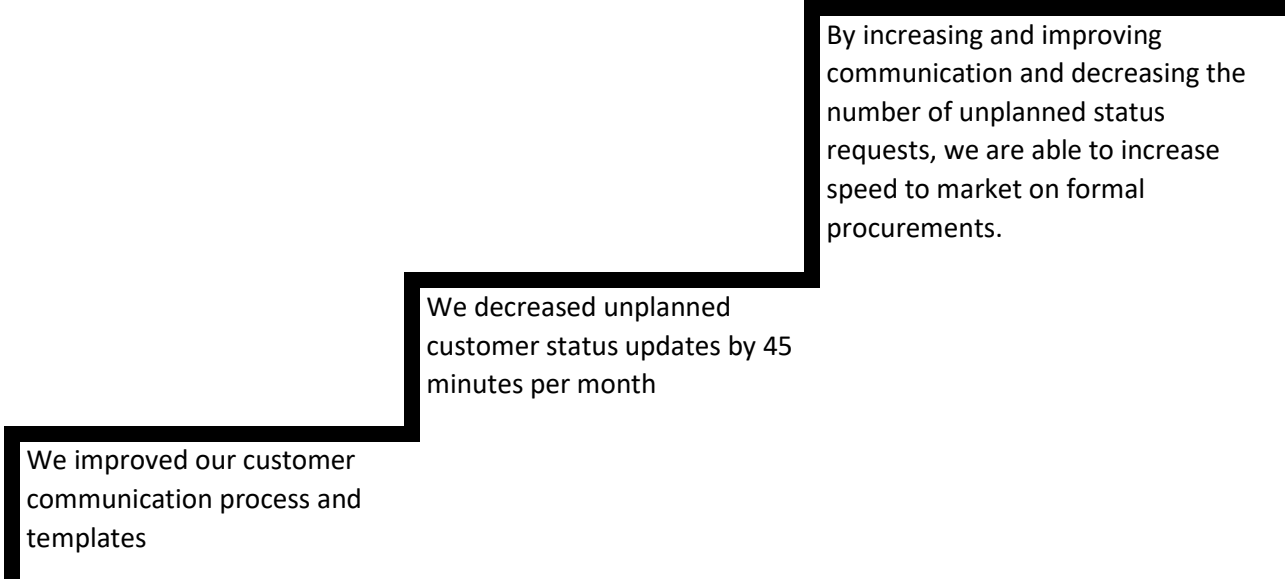 By increasing and improving
communication and decreasing the
number of unplanned status
requests, we are able to increase
speed to market on formal
procurements.
We decreased unplanned
customer status updates by 45
minutes per month
We improved our customer
communication process and
templates